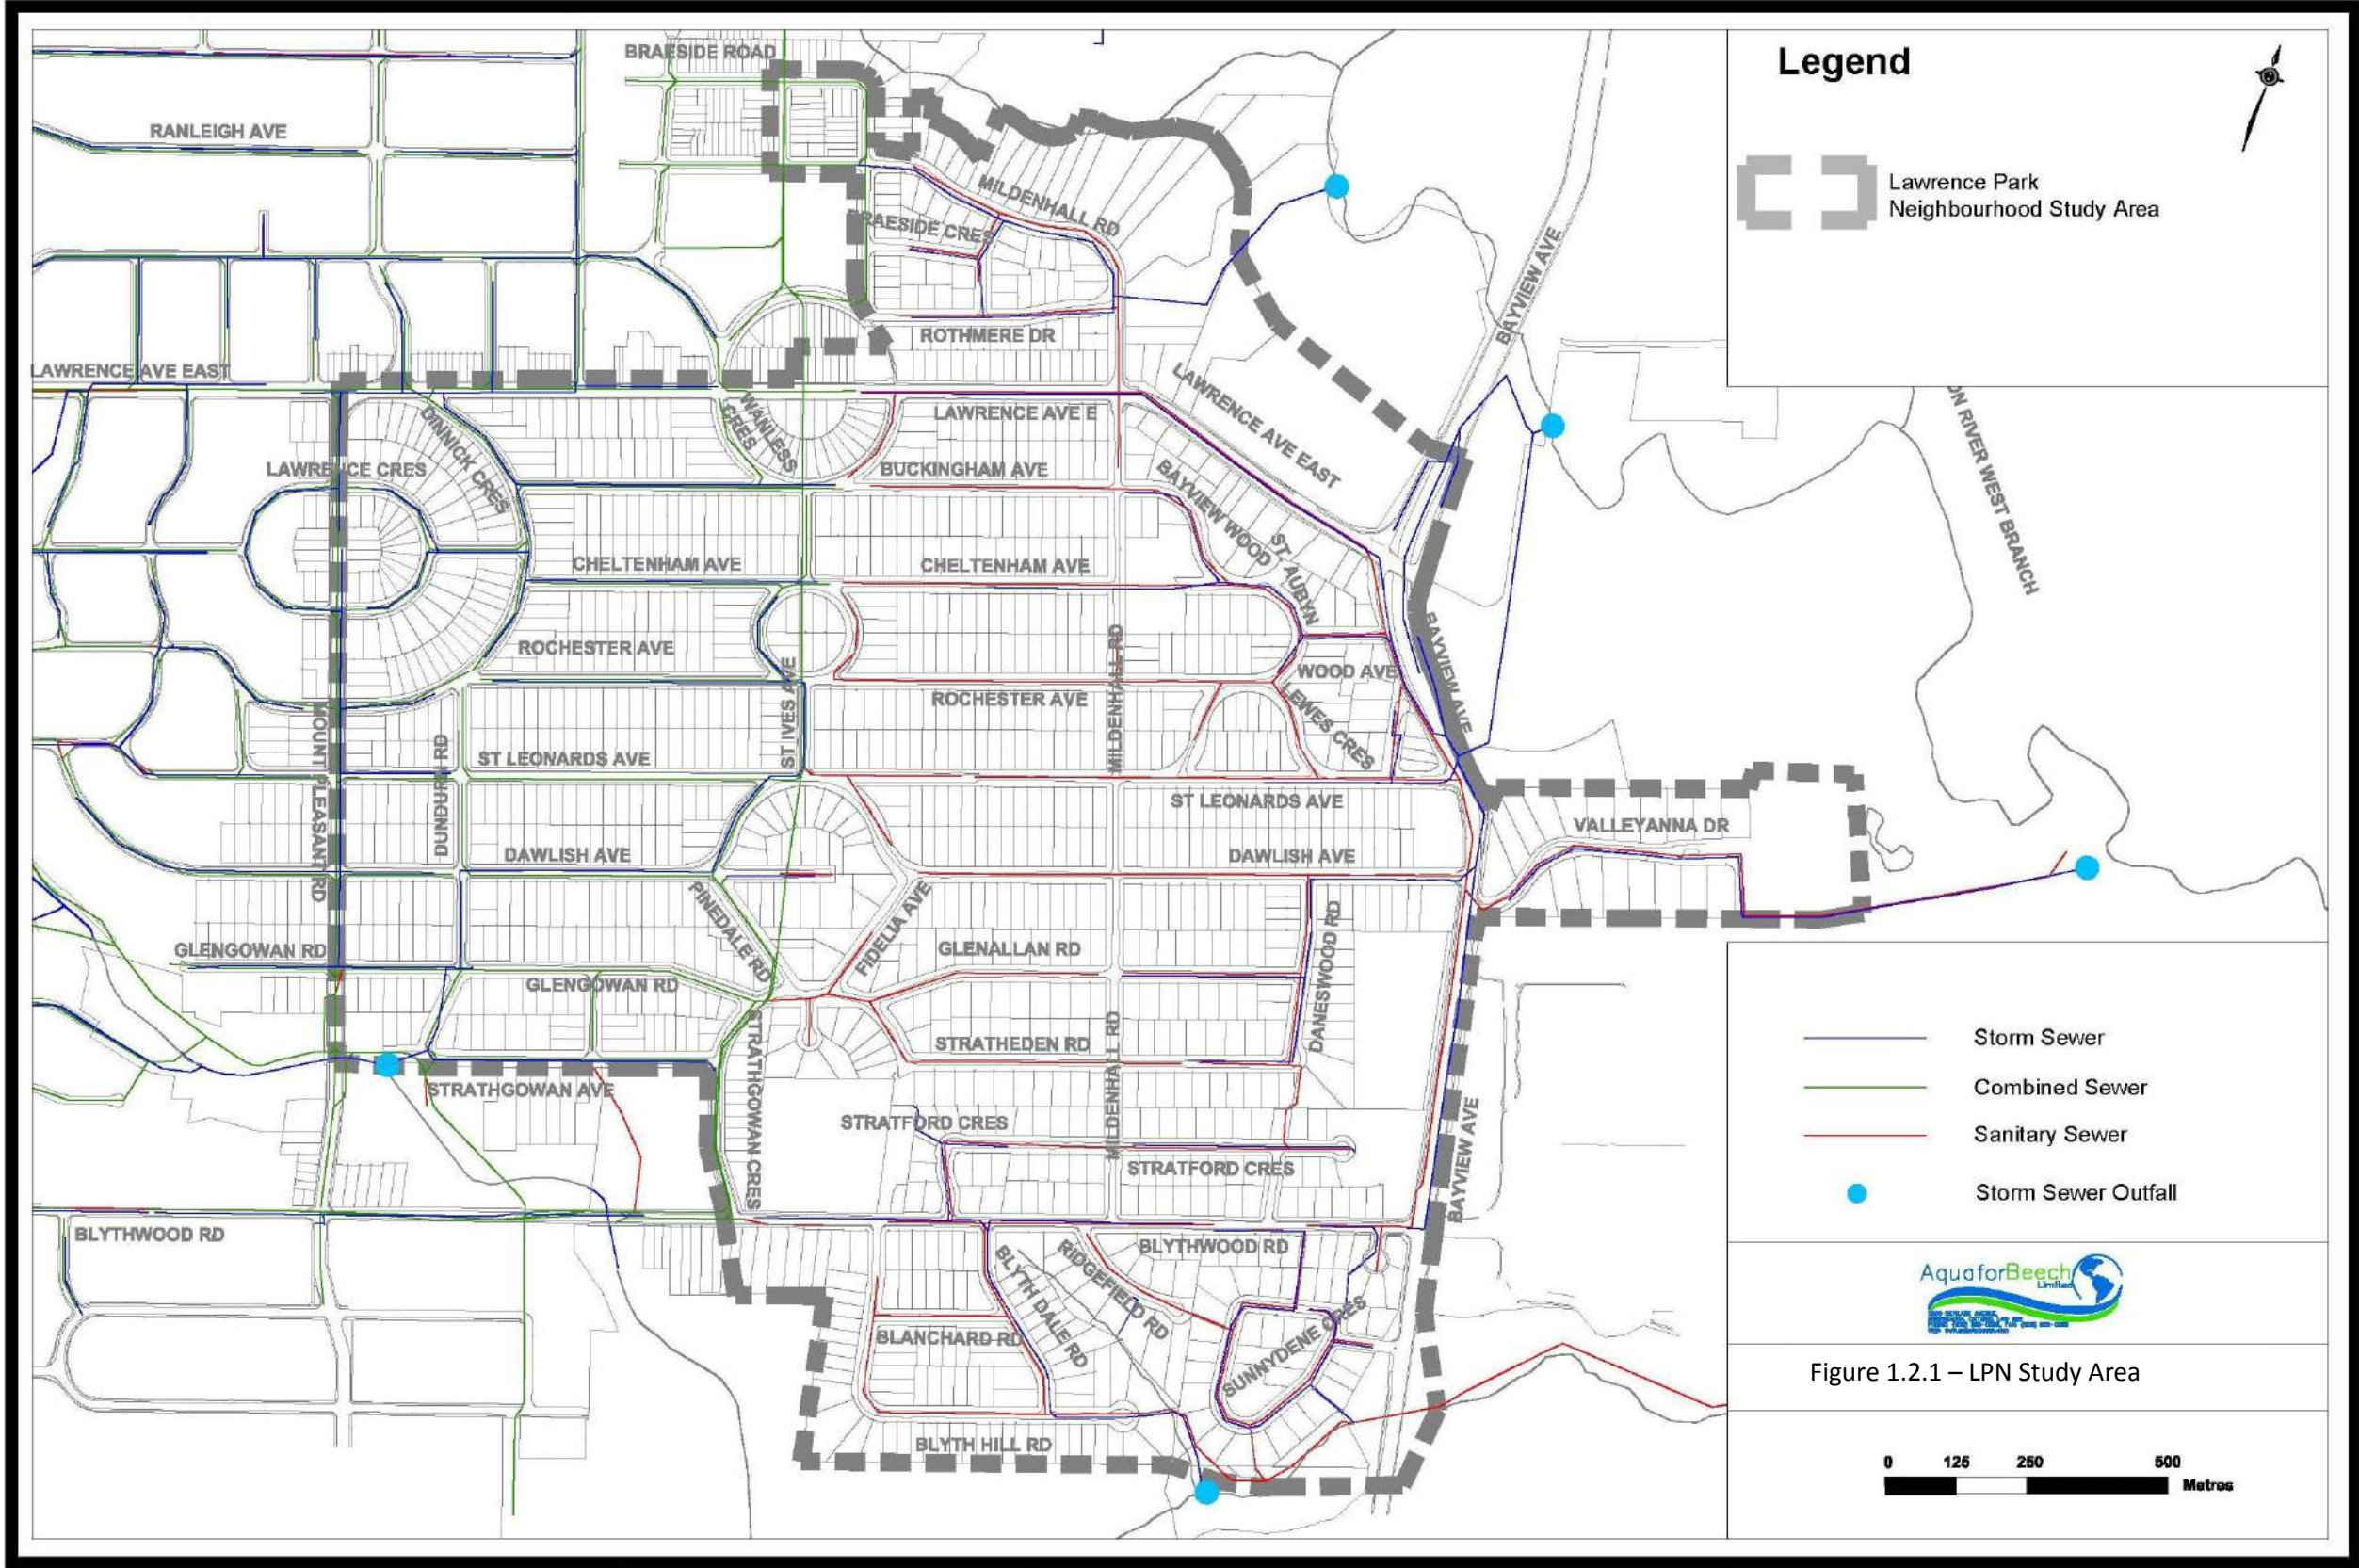 BRAESIDE ROAD
RANLEIGH AVE
MILDENHALL RD
BRAESIDE CRES
BAYVIEW AVE
ROTHMERE DR
LAWRENCE AVE EAST
LAWRENCE AVE EAST
LAWRENCE AVE E
DINNICK CRES
WANLESS
CRES
LAWRENCE CRES
BUCKINGHAM AVE
BAYVIEW WOOD
ST AUBYN
CHELTENHAM AVE
CHELTENHAM AVE
ROCHESTER AVE
WOOD AVE
ROCHESTER AVE
LEWES CRES
BAYVIEW AVE
MILDENHALL RD
ST IVES AVE
MOUNT PLEASANT RD
DUNDURN RD
ST LEONARDS AVE
ST LEONARDS AVE
VALLEYANNA DR
DAWLISH AVE
DAWLISH AVE
PINEDALE RD
FIDELIA AVE
GLENGOWAN RD
GLENALLAN RD
DANESWOOD RD
GLENGOWAN RD
STRATHEDEN RD
STRATHGOWAN AVE
STRATHGOWAN CRES
STRATFORD CRES
MILDENHALL RD
STRATFORD CRES
BAYVIEW AVE
BLYTHWOOD RD
BLYTHWOOD RD
BLYTH DALE RD
RIDGEFIELD RD
BLANCHARD RD
SUNNYDENE CRES
BLYTH HILL RD
ON RIVER WEST BRANCH
Legend
Lawrence Park
Neighbourhood Study Area
Storm Sewer
Combined Sewer
Sanitary Sewer
Storm Sewer Outfall
AquaforBeech
Limited
Figure 1.2.1 – LPN Study Area
0 125 250 500
Metres